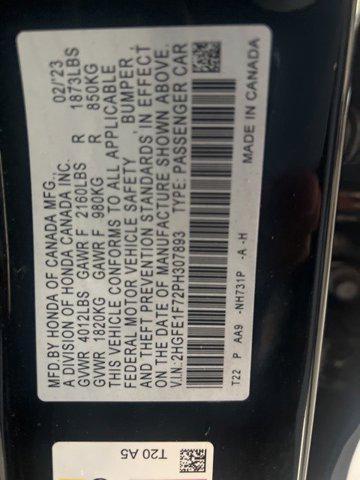 MFD BY HONDA OF CANADA MFG., 02/'23
A DIVISION OF HONDA CANADA INC.
GVWR 4012LBS GAWR F 2160LBS R 1873LBS
GVWR 1820KG GAWR F 980KG R 850KG
THIS VEHICLE CONFORMS TO ALL APPLICABLE
FEDERAL MOTOR VEHICLE SAFETY, BUMPER,
AND THEFT PREVENTION STANDARDS IN EFFECT
ON THE DATE OF MANUFACTURE SHOWN ABOVE.
V.I.N: 2HGFE1F72PH307893 TYPE: PASSENGER CAR
T22 P AA9 -NH731P -A -H
MADE IN CANADA
T20 A5